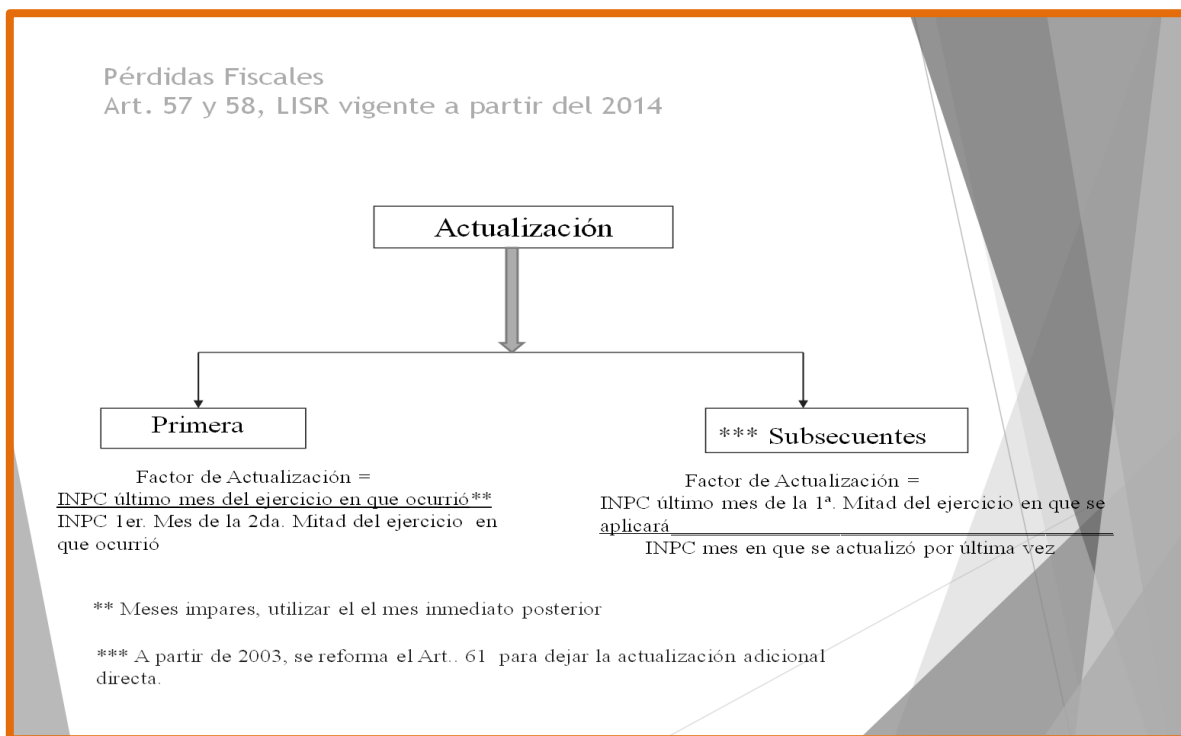 Pérdidas Fiscales
Art. 57 y 58, LISR vigente a partir del 2014
Actualización
Primera
Factor de Actualización =
INPC último mes del ejercicio en que ocurrió**
INPC 1er. Mes de la 2da. Mitad del ejercicio en
que ocurrió
*** Subsecuentes
Factor de Actualización =
INPC último mes de la 1ª. Mitad del ejercicio en que se
aplicará
INPC mes en que se actualizó por última vez
** Meses impares, utilizar el el mes inmediato posterior
*** A partir de 2003, se reforma el Art.. 61 para dejar la actualización adicional
directa.